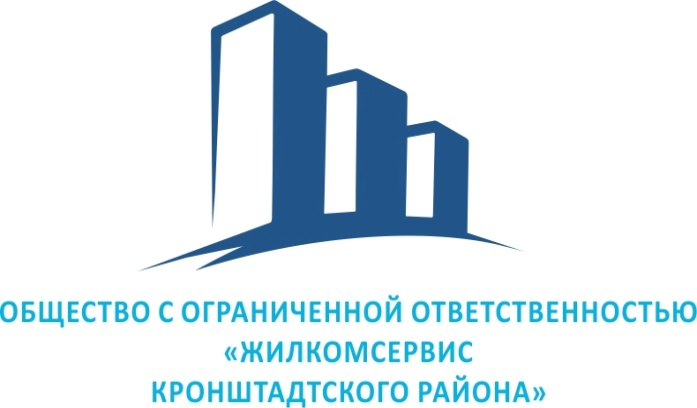 ОБЩЕСТВО С ОГРАНИЧЕННОЙ ОТВЕТСТВЕННОСТЬЮ
«ЖИЛКОМСЕРВИС
КРОНШТАДТСКОГО РАЙОНА»